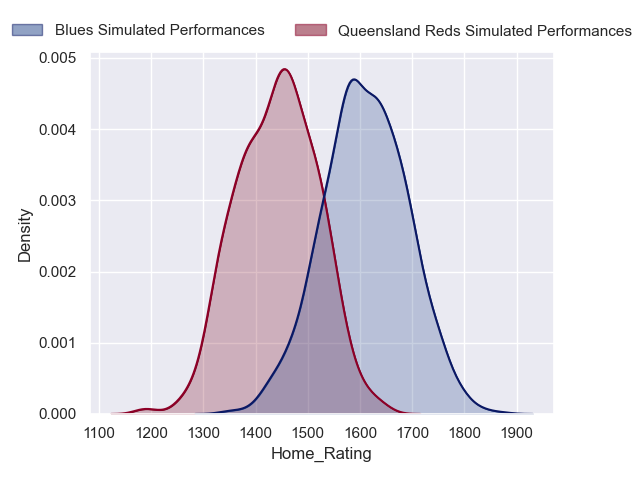 Blues Simulated Performances
Queensland Reds Simulated Performances
0.005
0.004
0.003
0.002
0.001
0.000
Density
1100 1200 1300 1400 1500 1600 1700 1800 1900
Home_Rating